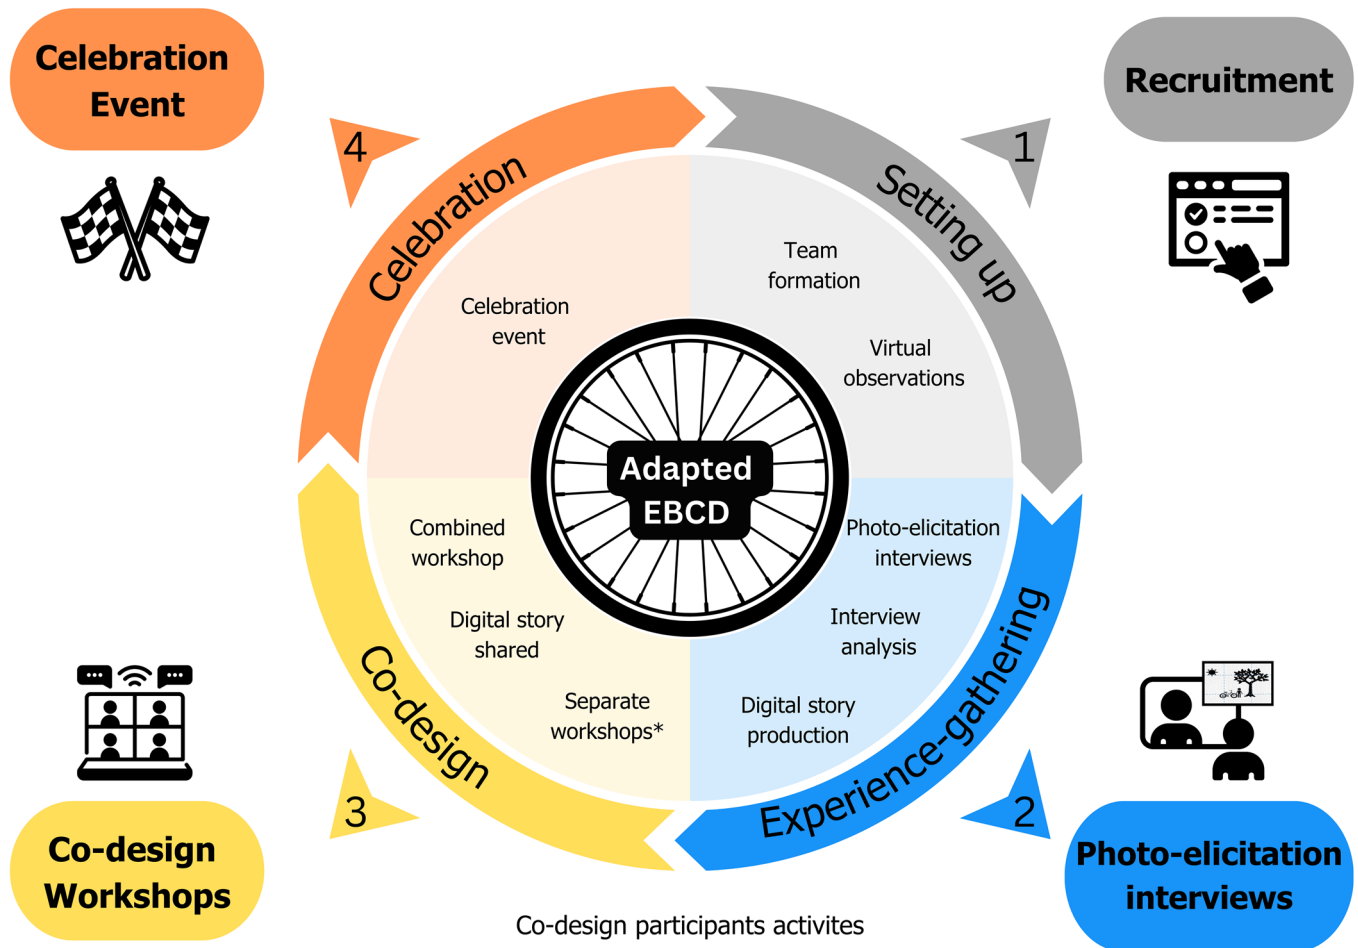 Celebration
Event
Recruitment
4
1
Celebration
Setting up
Team
formation
Celebration
event
Virtual
observations
Adapted
EBCD
Combined
workshop
Photo-elicitation
interviews
Digital story
shared
Interview
analysis
Separate
workshops*
Digital story
production
Co-design
Experience-gathering
3
2
Co-design
Workshops
Photo-elicitation
interviews
Co-design participants activites